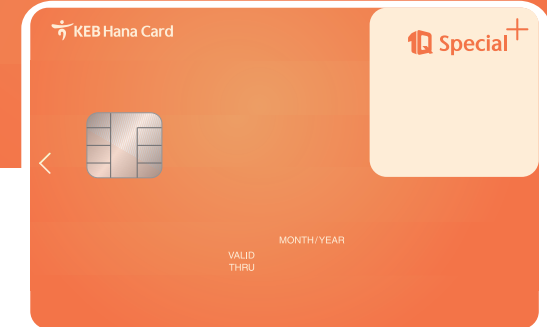 KEB Hana Card
1Q Special+
MONTH/YEAR
VALID
THRU